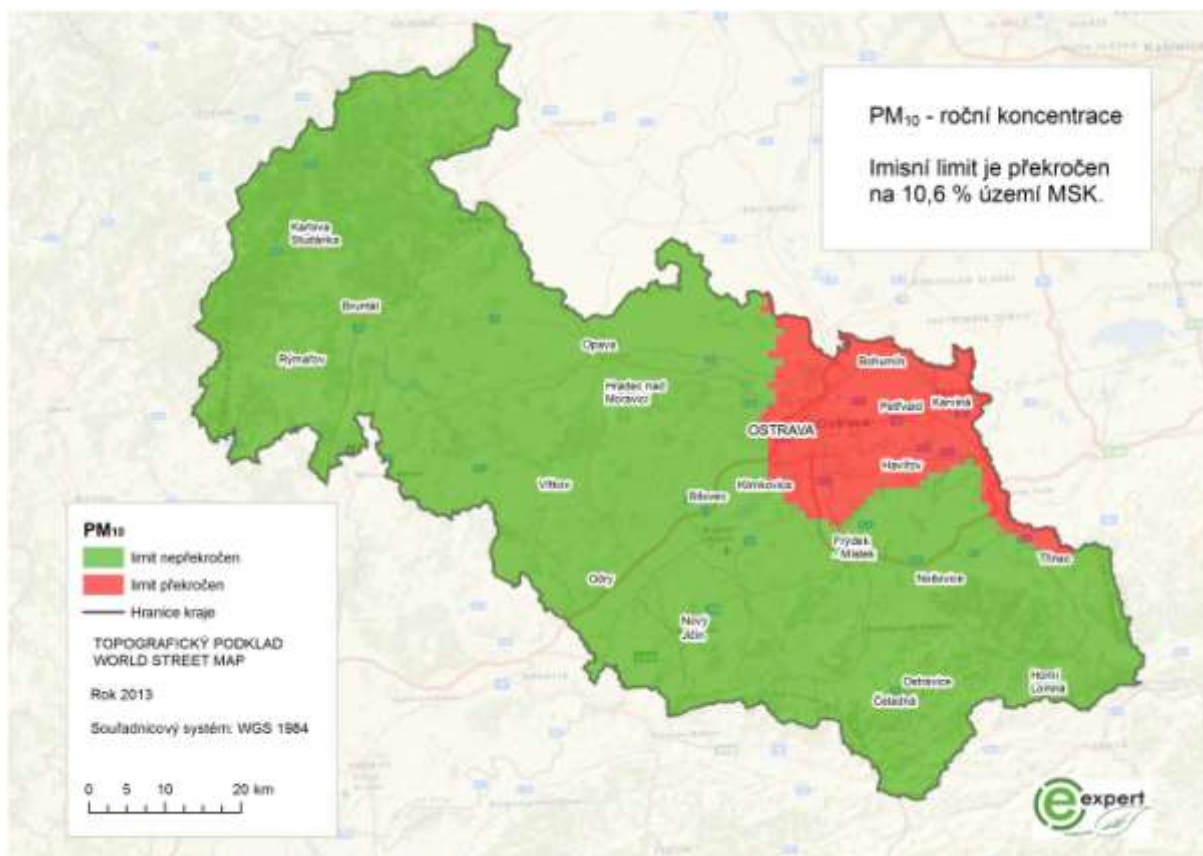 PM₁₀ - roční koncentrace
Imisní limit je překročen
na 10,6 % území MSK.
Karlova
Studánka
Bruntál
Rýmařov
Opava
Hradec nad
Moravicí
Bohumín
Petřvald
Karviná
OSTRAVA
Havířov
Vítkov
Bílovec
Klimkovice
Frýdek
- Místek
Třinec
Nošovice
Odry
Nový
Jičín
Ostravice
Čeladná
Horní
Lomná
PM₁₀
limit nepřekročen
limit překročen
Hranice kraje
TOPOGRAFICKÝ PODKLAD
WORLD STREET MAP
Rok 2013
Souřadnicový systém: WGS 1984
0 5 10 20 km
e expert